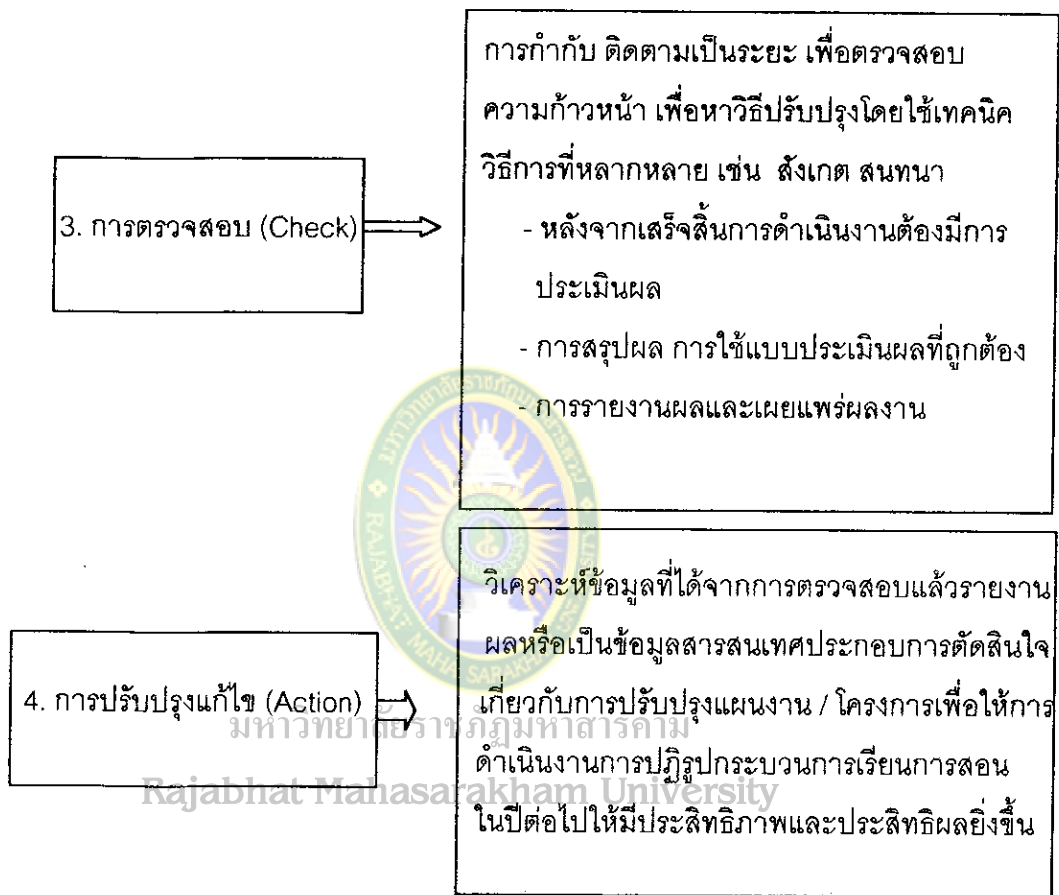 การกำกับ ติดตามเป็นระยะ เพื่อตรวจสอบ
ความก้าวหน้า เพื่อหาวิธีปรับปรุงโดยใช้เทคนิค
วิธีการที่หลากหลาย เช่น สังเกต สนทนา
3. การตรวจสอบ (Check)
- หลังจากเสร็จสิ้นการดำเนินงานต้องมีการ
ประเมินผล
- การสรุปผล การใช้แบบประเมินผลที่ถูกต้อง
- การรายงานผลและเผยแพร่ผลงาน
วิเคราะห์ข้อมูลที่ได้จากการตรวจสอบแล้วรายงาน
ผลหรือเป็นข้อมูลสารสนเทศประกอบการตัดสินใจ
4. การปรับปรุงแก้ไข (Action)
เกี่ยวกับการปรับปรุงแผนงาน / โครงการเพื่อให้การ
ดำเนินงานการปฏิรูปกระบวนการเรียนการสอน
ในปีต่อไปให้มีประสิทธิภาพและประสิทธิผลยิ่งขึ้น
มหาวิทยาลัยราชภัฏมหาสารคาม
Rajabhat Mahasarakham University